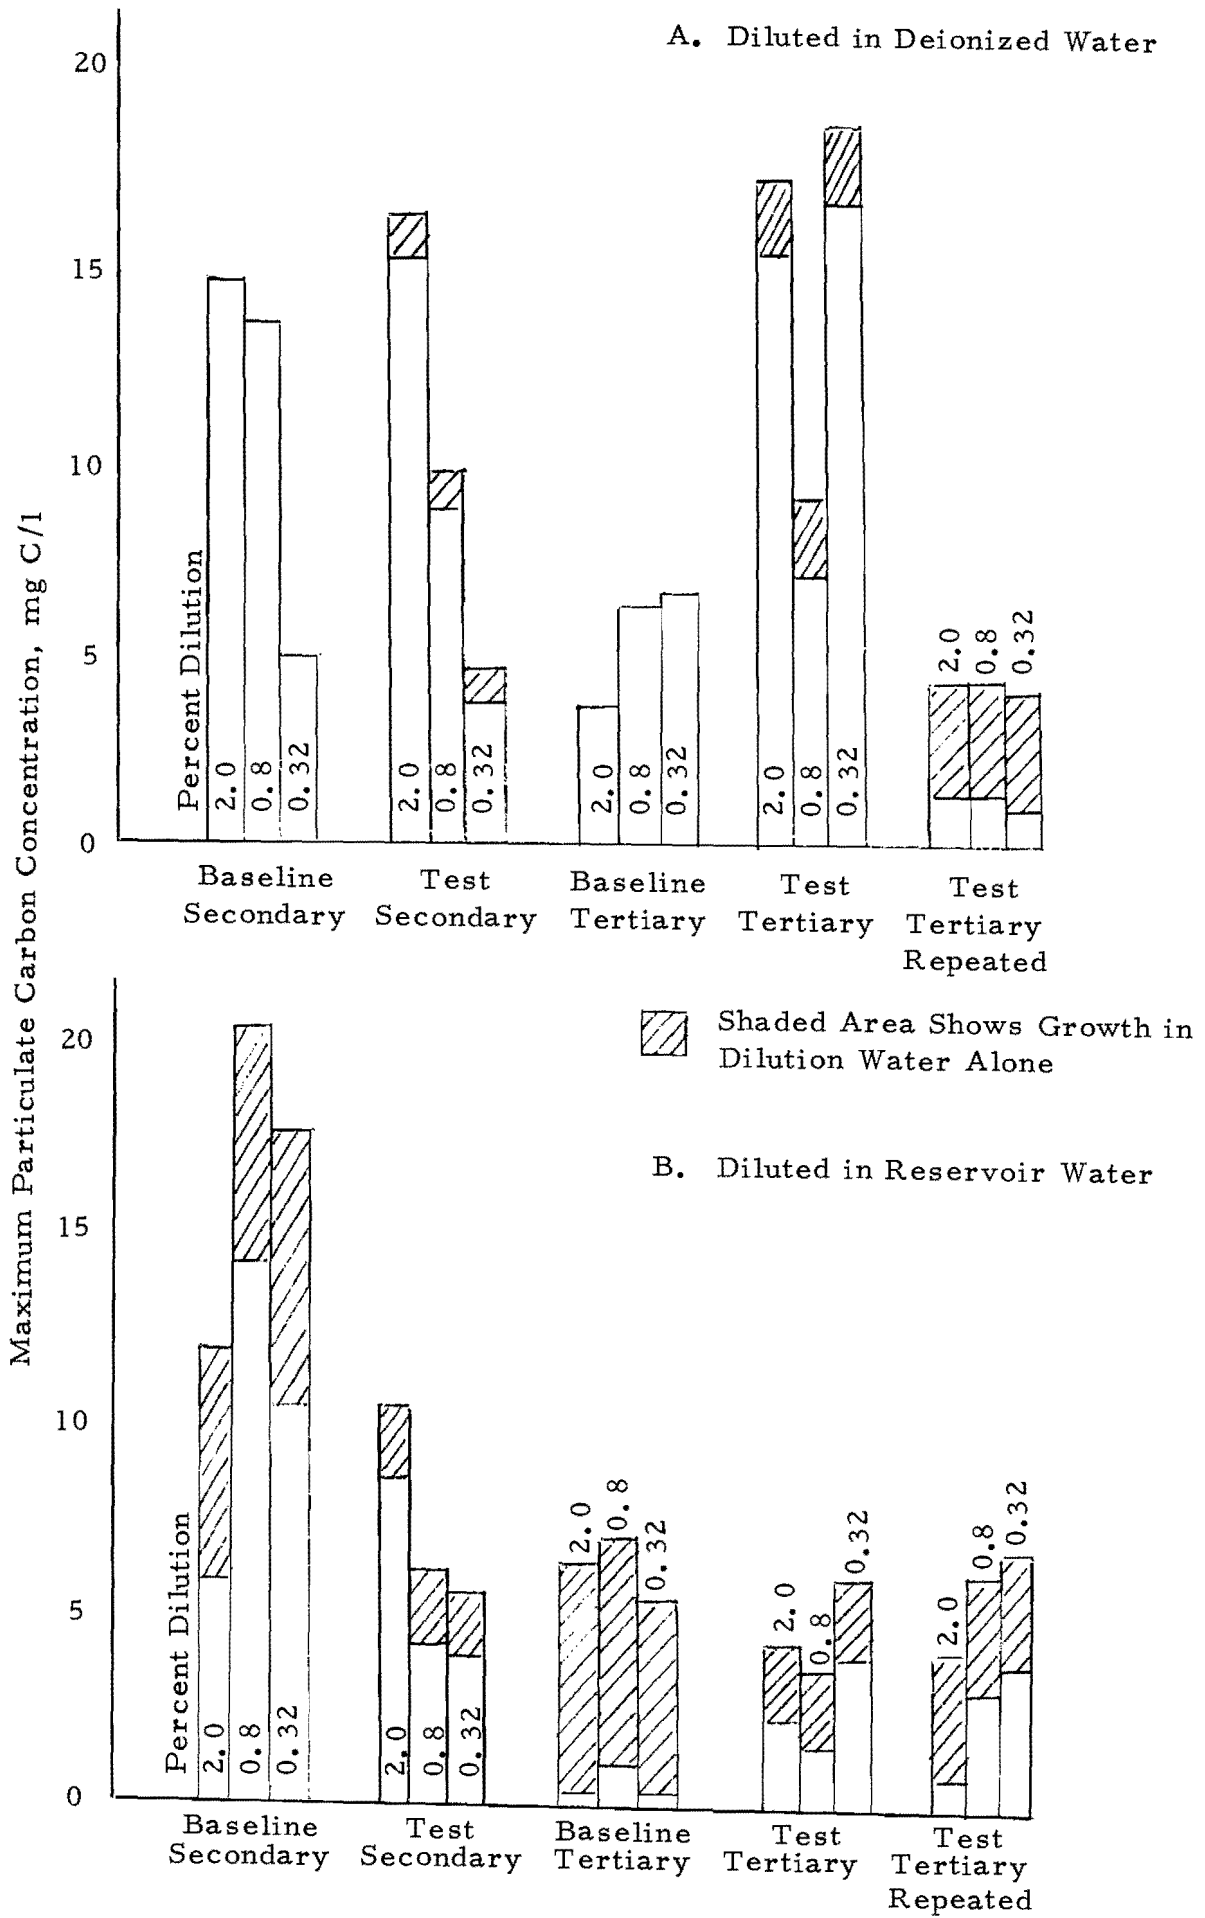 A. Diluted in Deionized Water
20
15
10
5
0
Maximum Particulate Carbon Concentration, mg C/l
Percent Dilution
2.0
0.8
0.32
2.0
0.8
0.32
2.0
0.8
0.32
2.0
0.8
0.32
2.0
0.8
0.32
Baseline
Secondary
Test
Secondary
Baseline
Tertiary
Test
Tertiary
Test
Tertiary
Repeated
Shaded Area Shows Growth in
Dilution Water Alone
B. Diluted in Reservoir Water
20
15
10
5
0
Percent Dilution
2.0
0.8
0.32
2.0
0.8
0.32
2.0
0.8
0.32
2.0
0.8
0.32
2.0
0.8
0.32
Baseline
Secondary
Test
Secondary
Baseline
Tertiary
Test
Tertiary
Test
Tertiary
Repeated